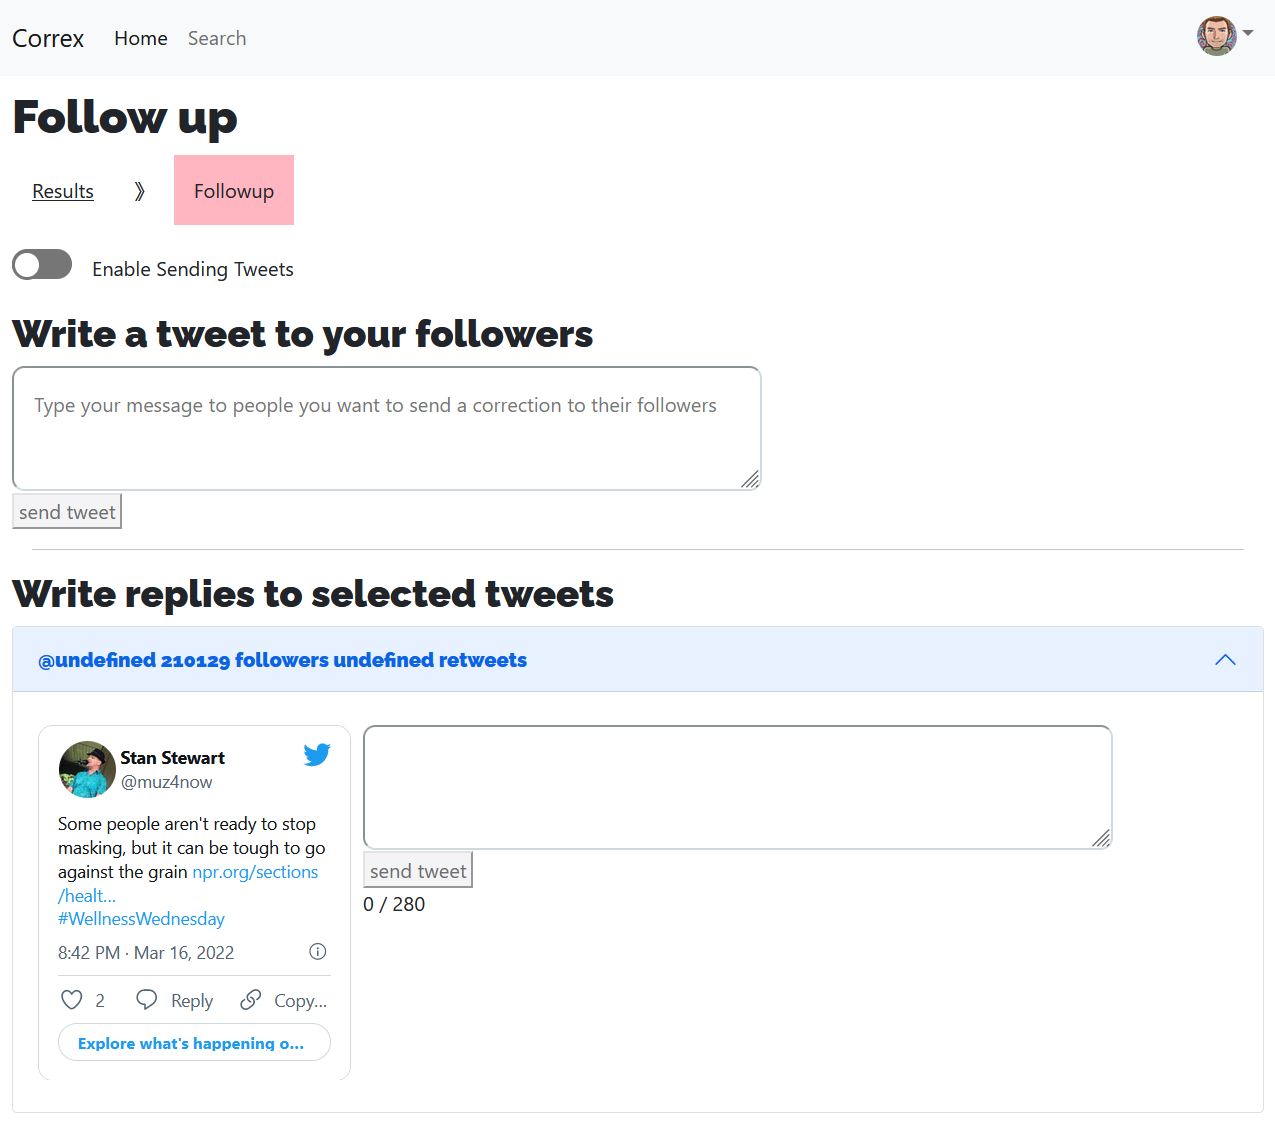 Correx Home Search
Follow up
Results 》 Followup
Enable Sending Tweets
Write a tweet to your followers
Type your message to people you want to send a correction to their followers
send tweet
Write replies to selected tweets
@undefined 210129 followers undefined retweets
Stan Stewart
@muz4now
Some people aren't ready to stop
masking, but it can be tough to go
against the grain npr.org/sections
/healt...
#WellnessWednesday
8:42 PM · Mar 16, 2022
2 Reply Copy...
Explore what's happening o...
send tweet
0 / 280